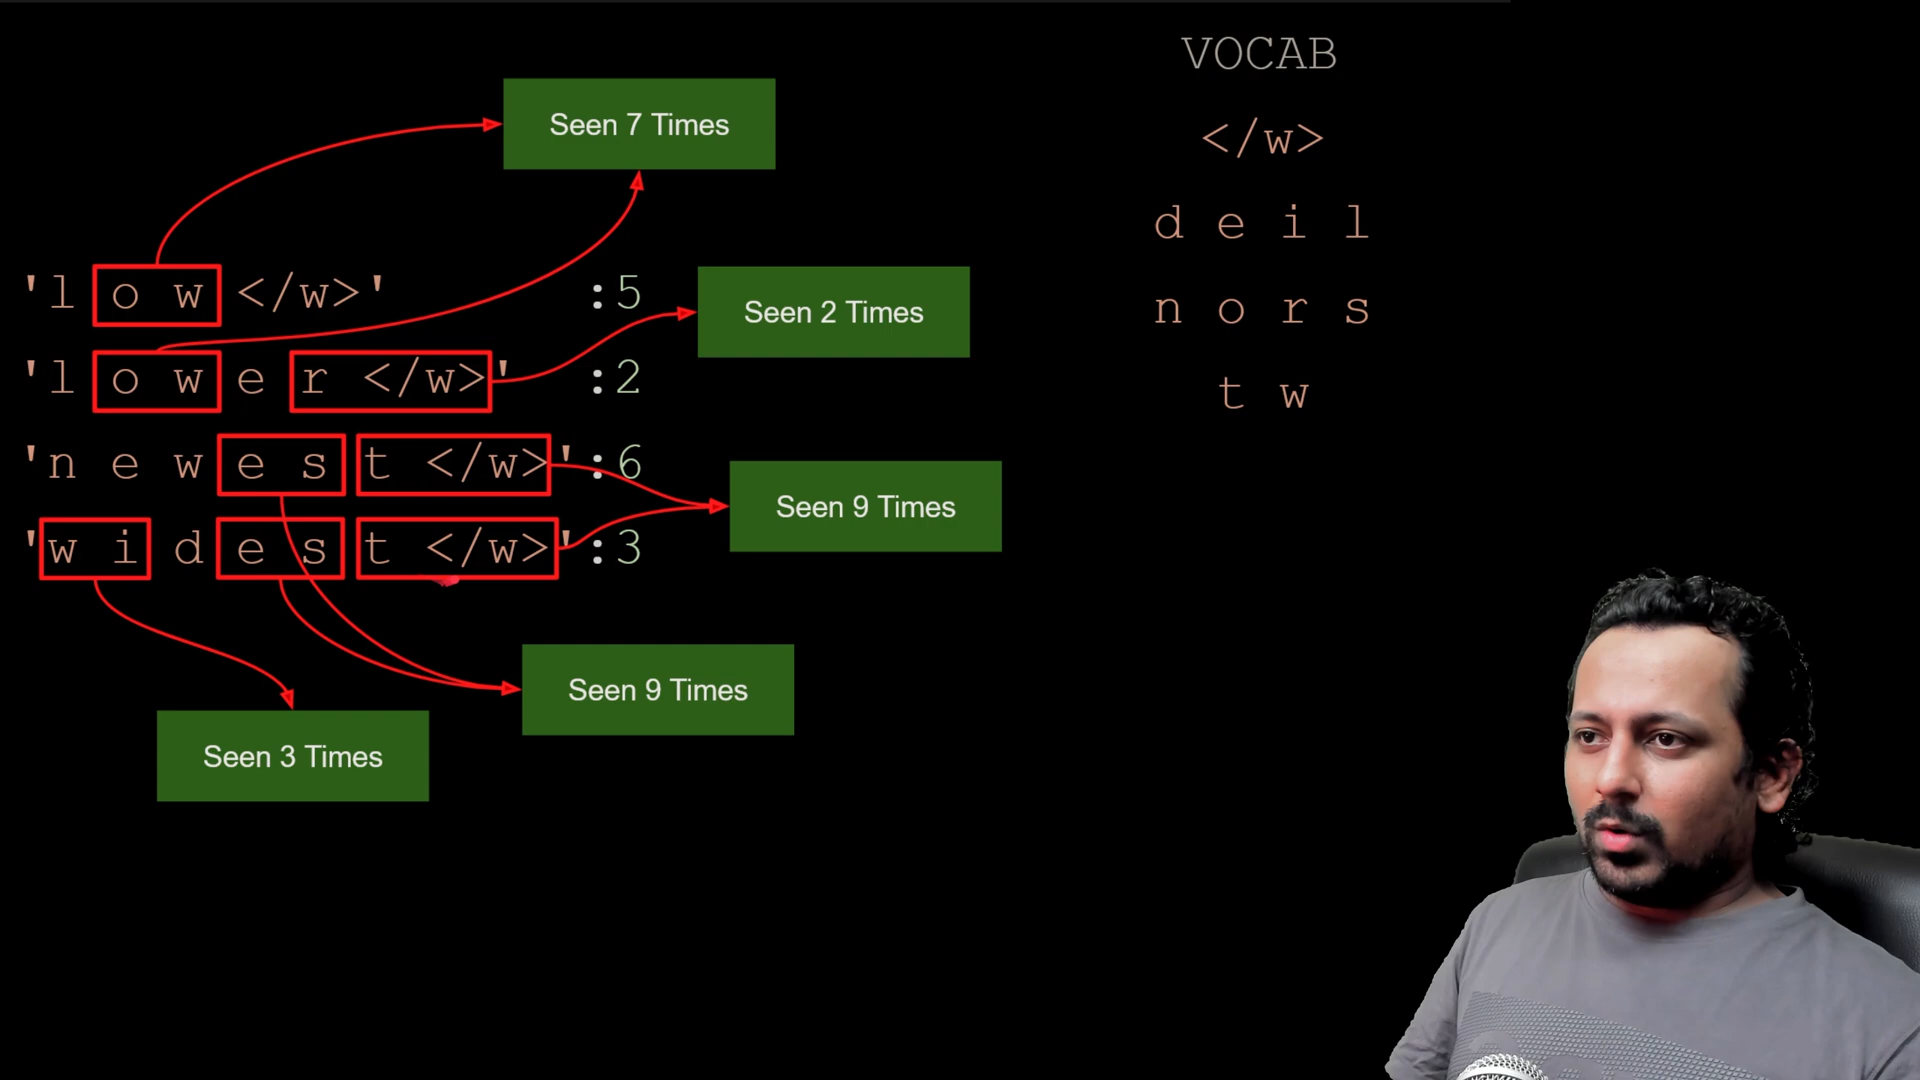 VOCAB
</w>
d e i l
n o r s
t w
Seen 7 Times
'l o w </w>' :5
Seen 2 Times
'l o w e r </w>' :2
'n e w e s t </w>' :6
Seen 9 Times
'w i d e s t </w>' :3
Seen 9 Times
Seen 3 Times